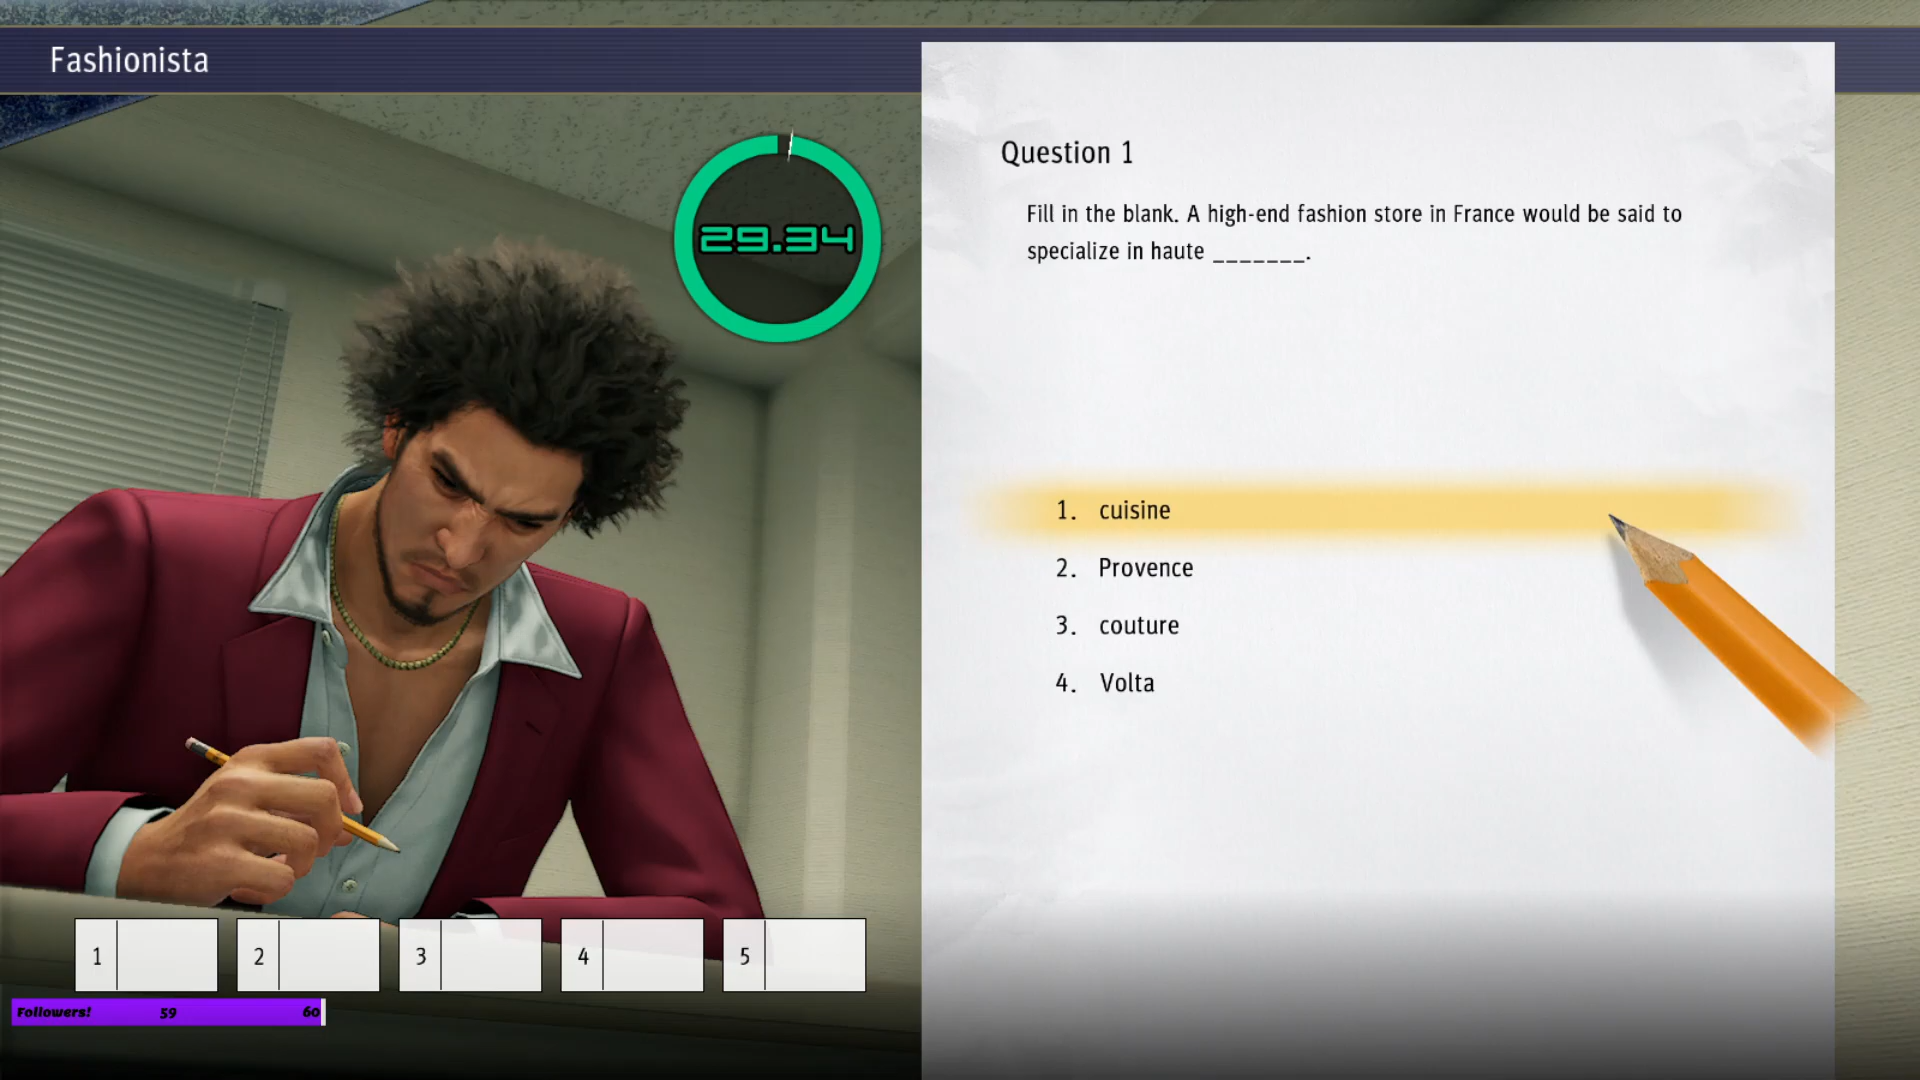 Fashionista
29.34
Question 1
Fill in the blank. A high-end fashion store in France would be said to
specialize in haute _______.
1. cuisine
2. Provence
3. couture
4. Volta
1 2 3 4 5
Followers! 59 60